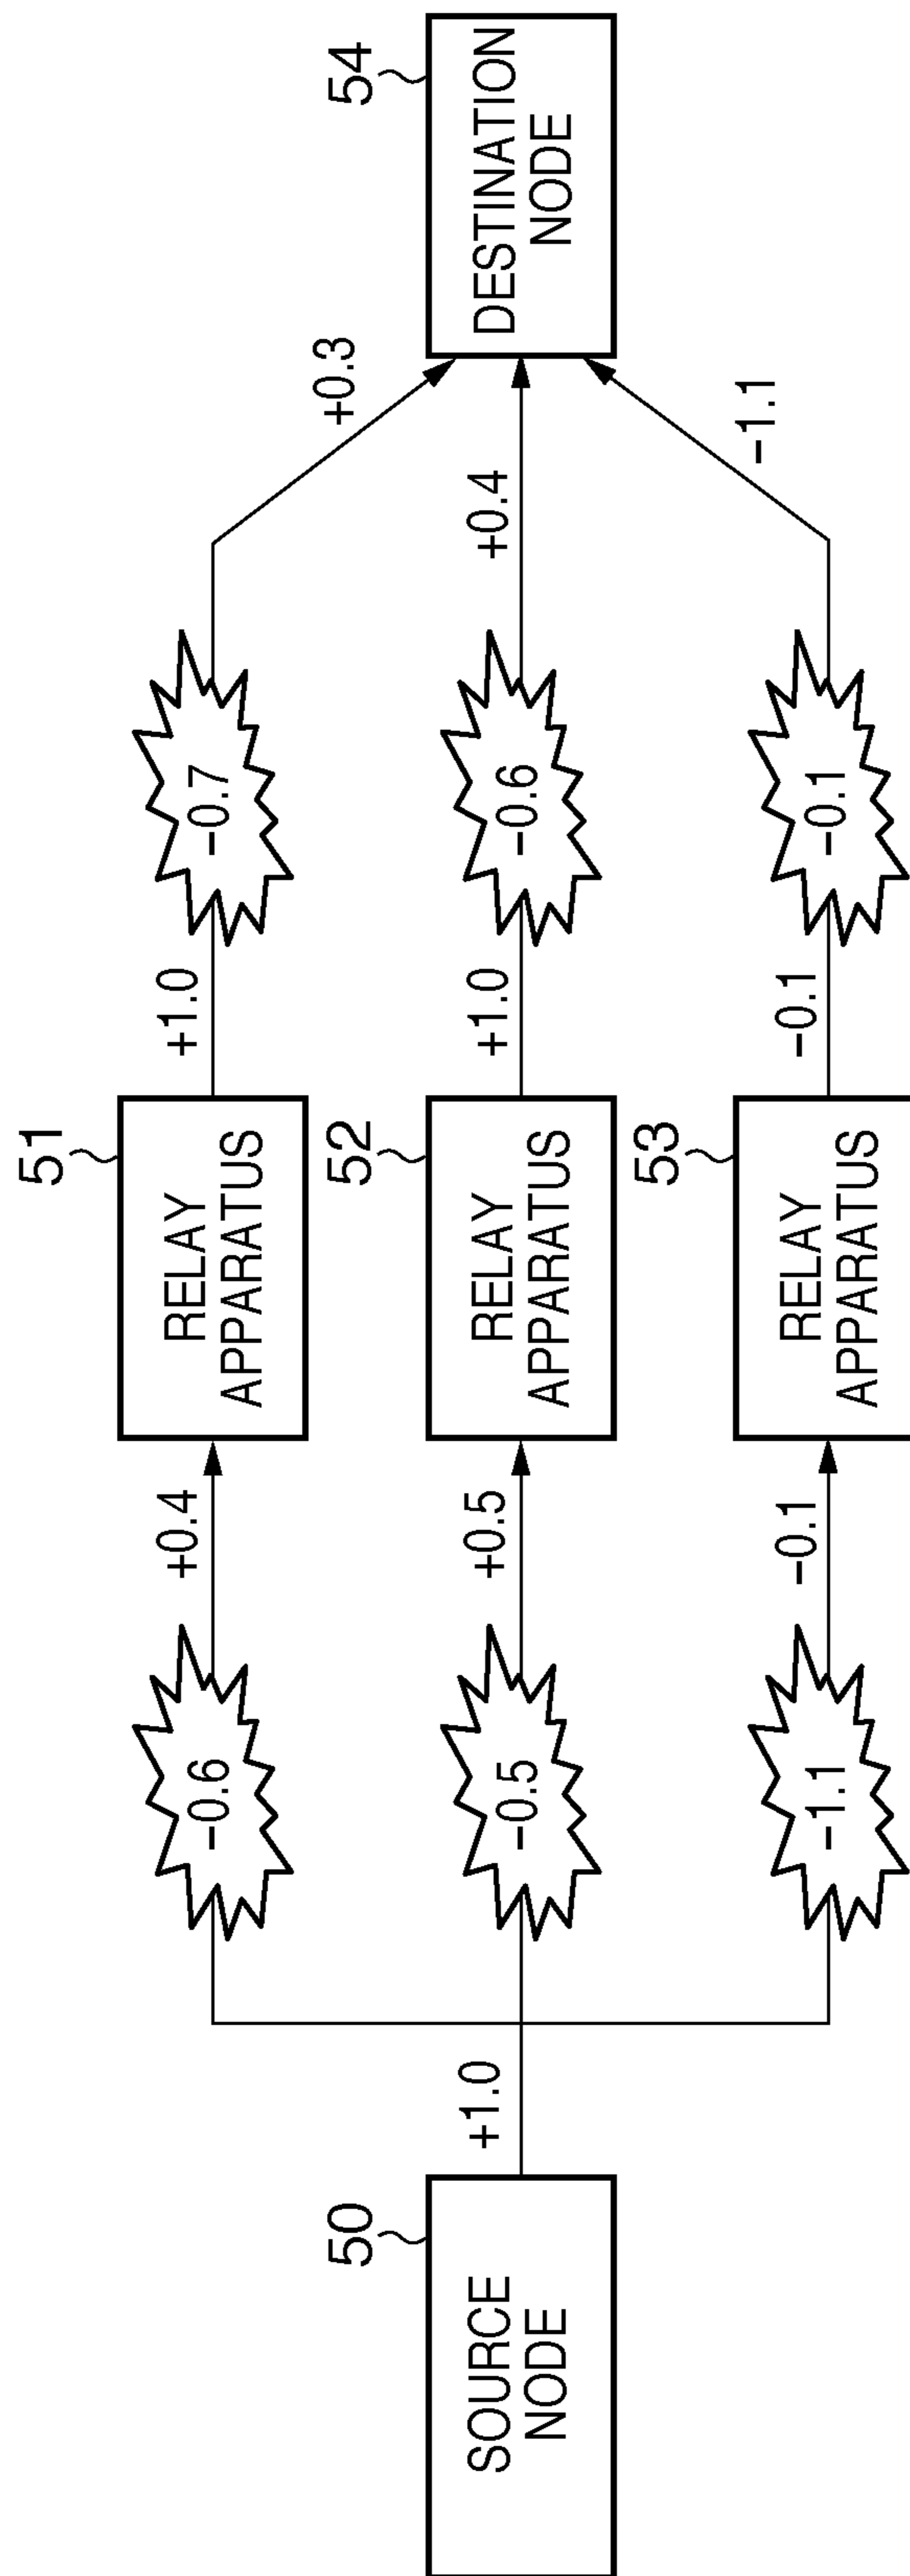 50
SOURCE
NODE
+1.0
−0.6
+0.4
51
RELAY
APPARATUS
+1.0
−0.7
+0.3
−0.5
+0.5
52
RELAY
APPARATUS
+1.0
−0.6
+0.4
−1.1
−0.1
53
RELAY
APPARATUS
−0.1
−0.1
−1.1
54
DESTINATION
NODE